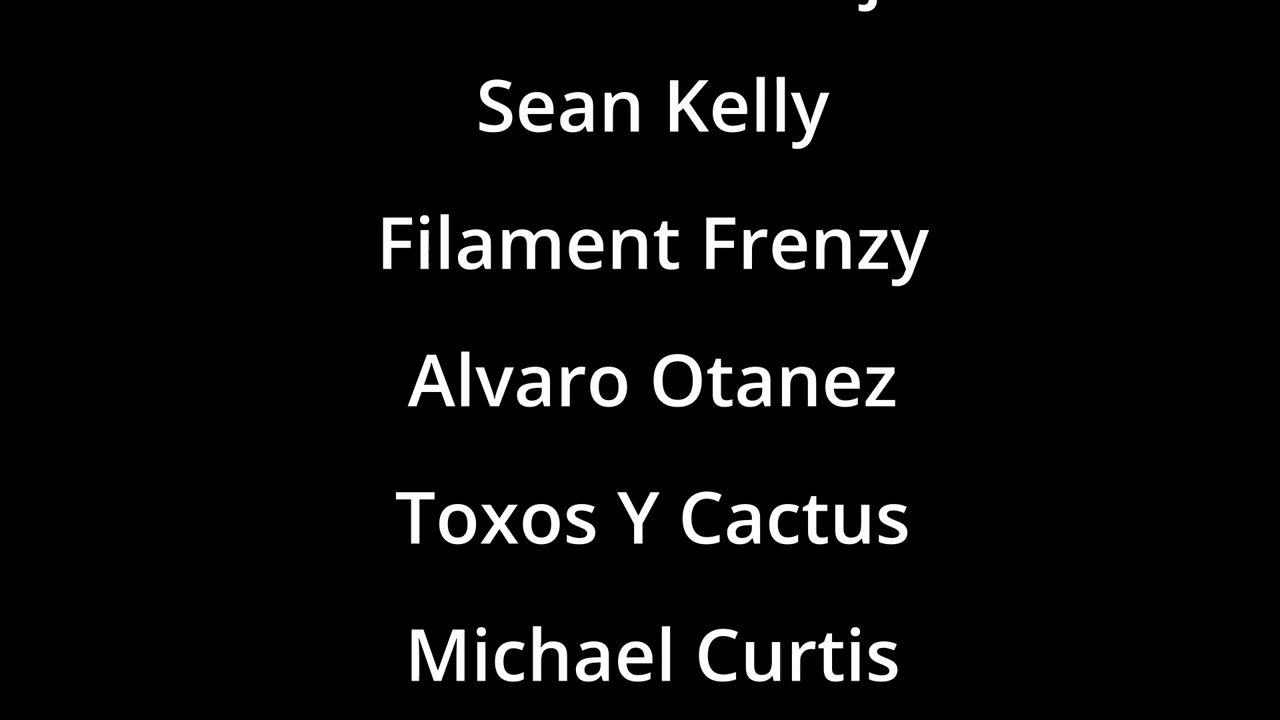 Sean Kelly
Filament Frenzy
Alvaro Otanez
Toxos Y Cactus
Michael Curtis